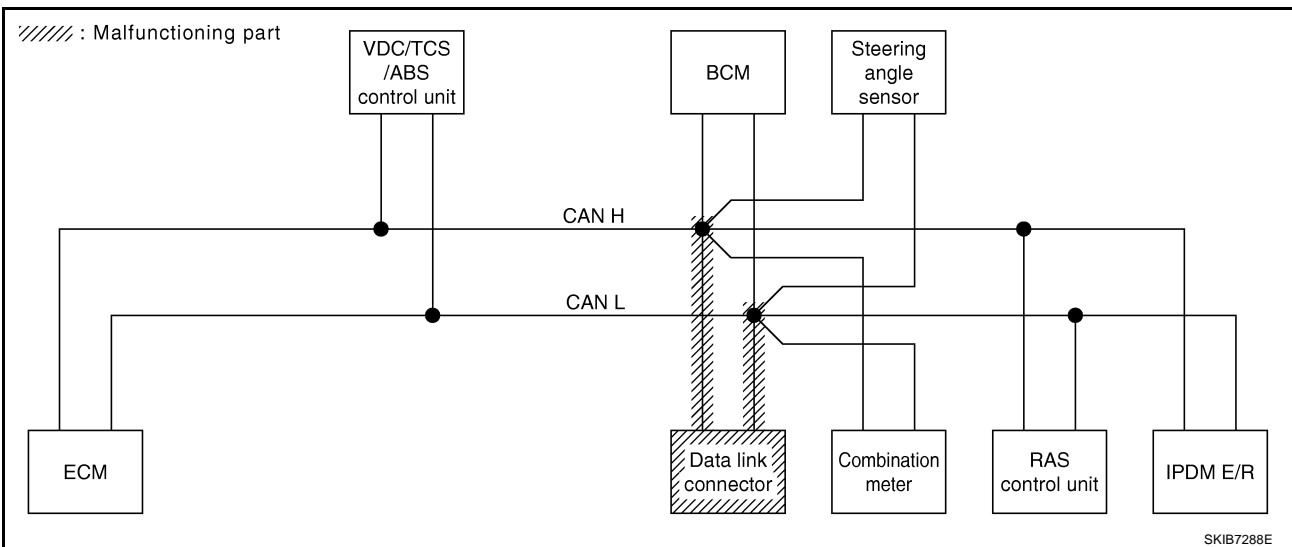 : Malfunctioning part
VDC/TCS
/ABS
control unit
BCM
Steering
angle
sensor
CAN H
CAN L
ECM
Data link
connector
Combination
meter
RAS
control unit
IPDM E/R
SKIB7288E